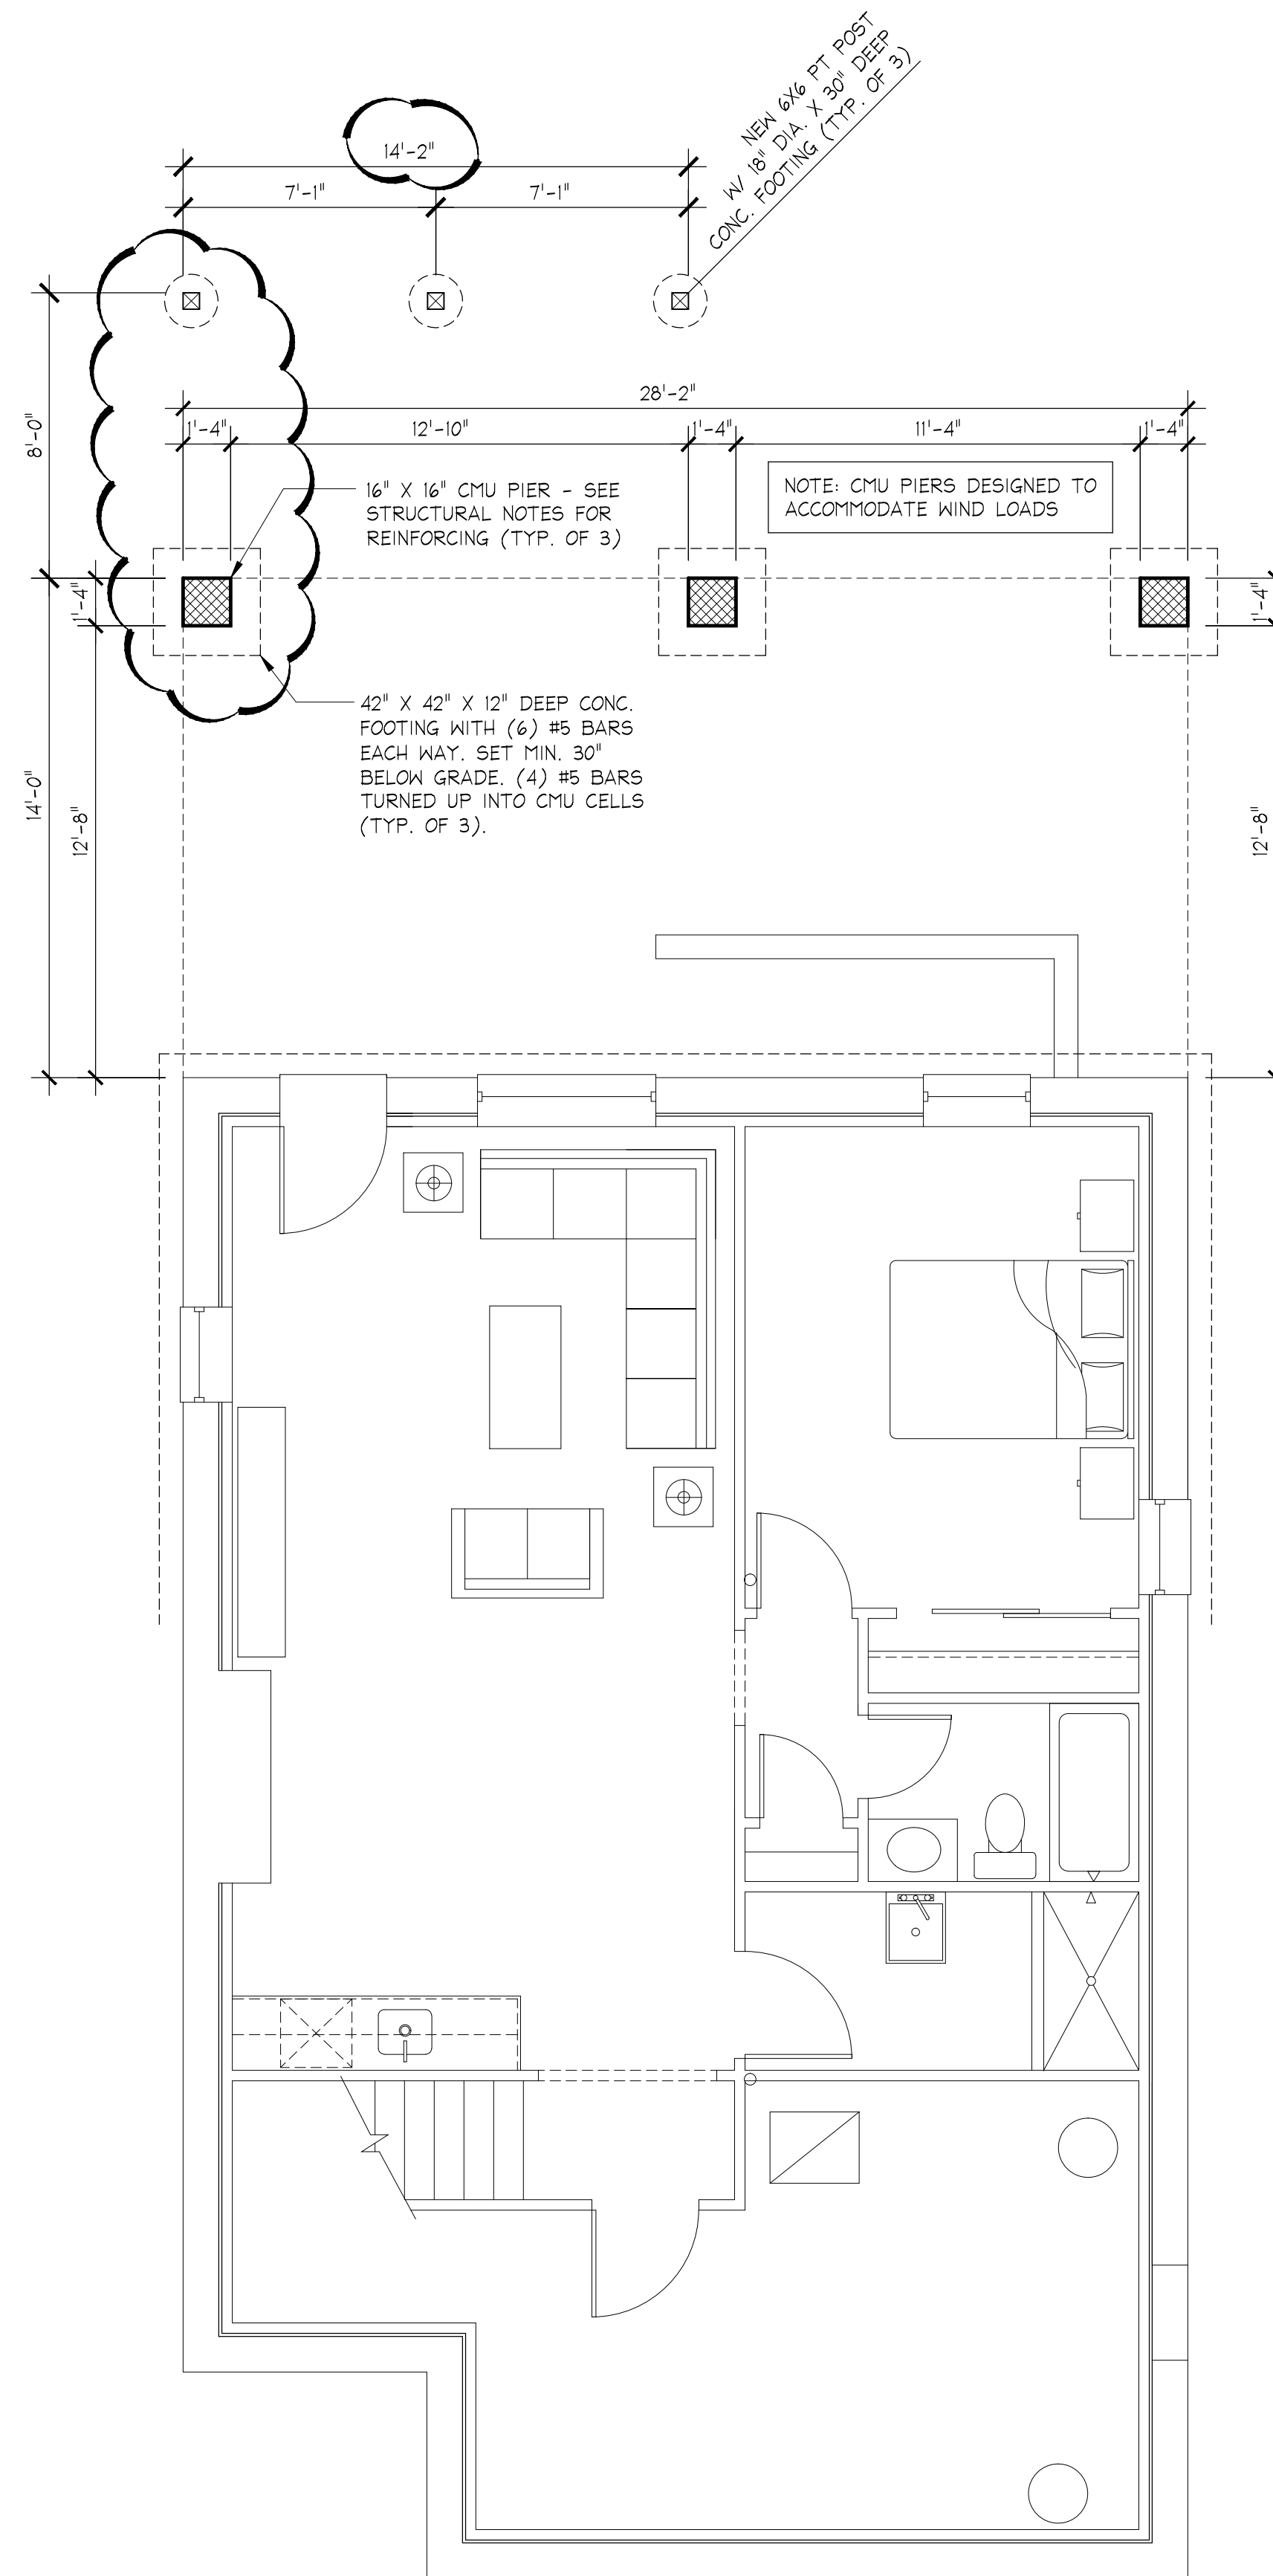 NEW 6X6 PT POST
W/ 18" DIA. X 30" DEEP
CONC. FOOTING (TYP. OF 3)
14'-2"
7'-1"
7'-1"
8'-0"
28'-2"
1'-4"
12'-10"
1'-4"
11'-4"
1'-4"
16" X 16" CMU PIER - SEE
STRUCTURAL NOTES FOR
REINFORCING (TYP. OF 3)
NOTE: CMU PIERS DESIGNED TO
ACCOMMODATE WIND LOADS
1'-4"
1'-4"
42" X 42" X 12" DEEP CONC.
FOOTING WITH (6) #5 BARS
EACH WAY. SET MIN. 30"
BELOW GRADE. (4) #5 BARS
TURNED UP INTO CMU CELLS
(TYP. OF 3).
14'-0"
12'-8"
12'-8"